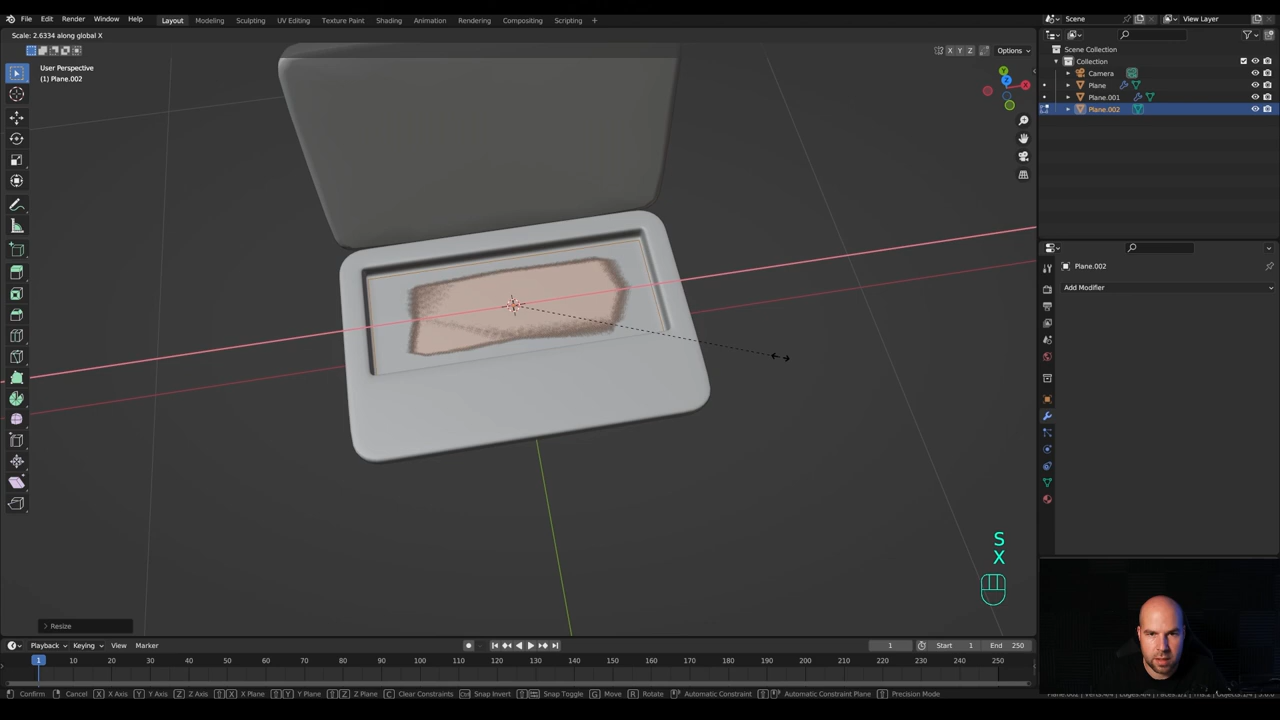 File Edit Render Window Help
Layout Modeling Sculpting UV Editing Texture Paint Shading Animation Rendering Compositing Scripting +
Scene
View Layer
Scale: 2.6334 along global X
X Y Z
Options
User Perspective
(1) Plane.002
Scene Collection
Collection
Camera
Plane
Plane.001
Plane.002
Plane.002
Add Modifier
S
X
Resize
Playback Keying View Marker
1
Start 1
End 250
1 10 20 30 40 50 60 70 80 90 100 110 120 130 140 150 160 170 180 190 200 210 220 230 240 250
Confirm Cancel X X Axis Y Y Axis Z Z Axis X X Plane Y Y Plane Z Z Plane C Clear Constraints Snap Invert Snap Toggle G Move R Rotate Automatic Constraint Automatic Constraint Plane Precision Mode